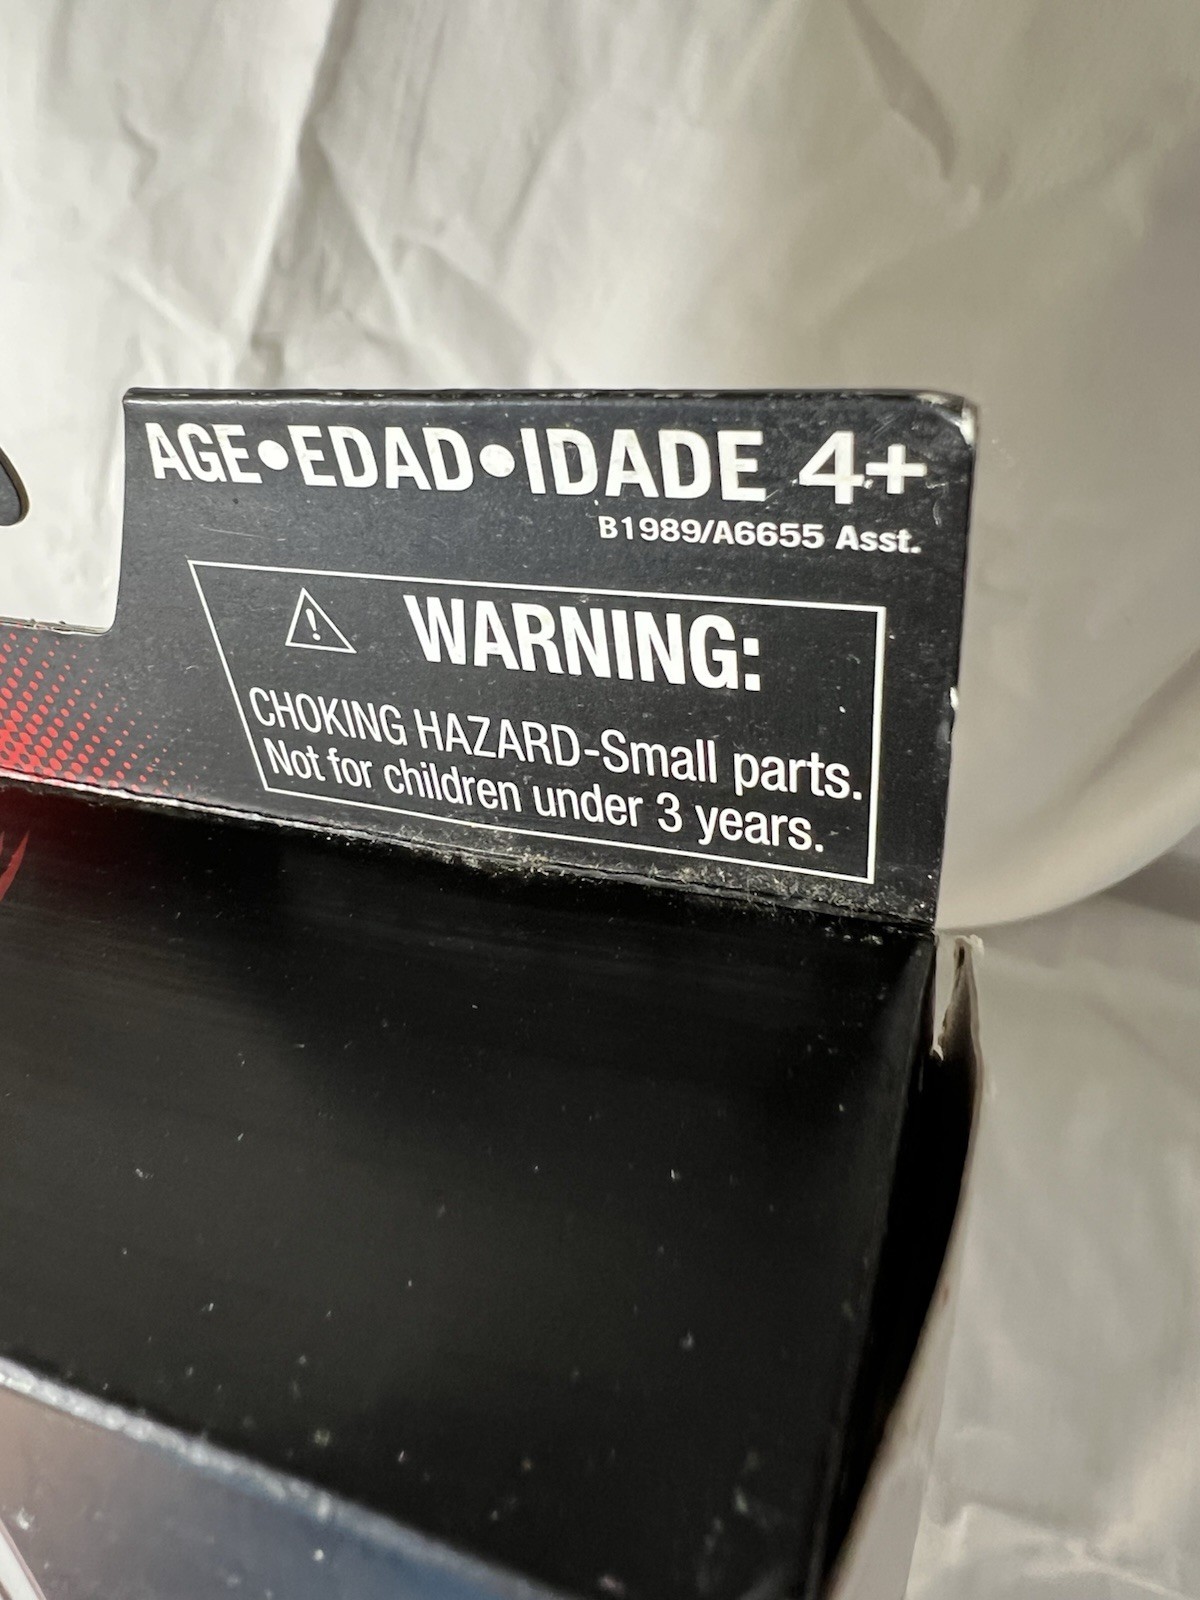 AGE•EDAD•IDADE 4+
B1989/A6655 Asst.
⚠ WARNING:
CHOKING HAZARD-Small parts.
Not for children under 3 years.